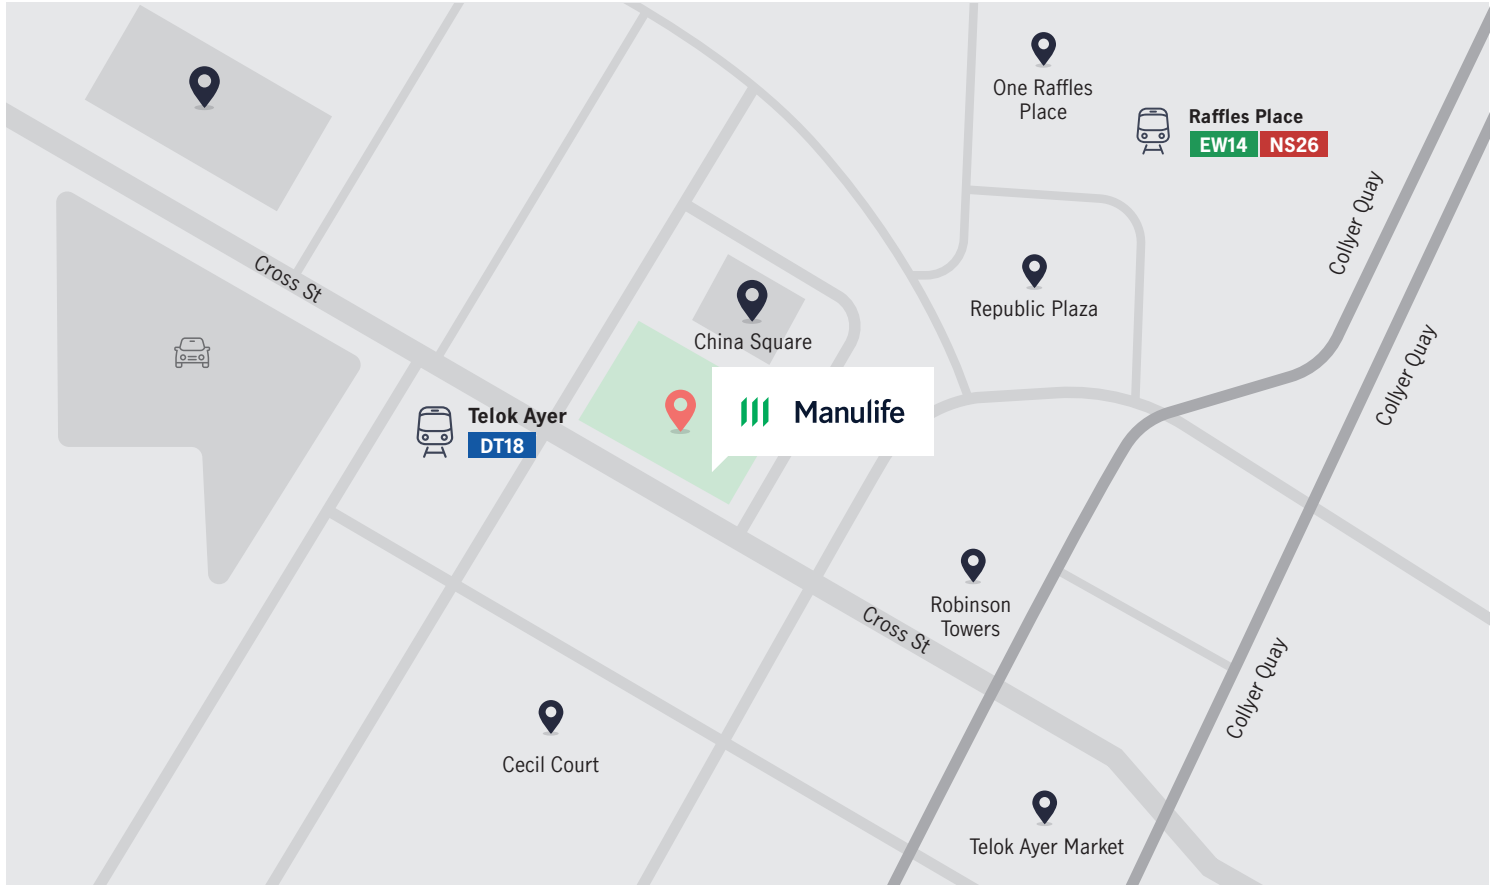 One Raffles
Place
Raffles Place
EW14 NS26
Collyer Quay
Cross St
Republic Plaza
China Square
Collyer Quay
Manulife
Telok Ayer
DT18
Robinson
Towers
Cross St
Collyer Quay
Cecil Court
Telok Ayer Market